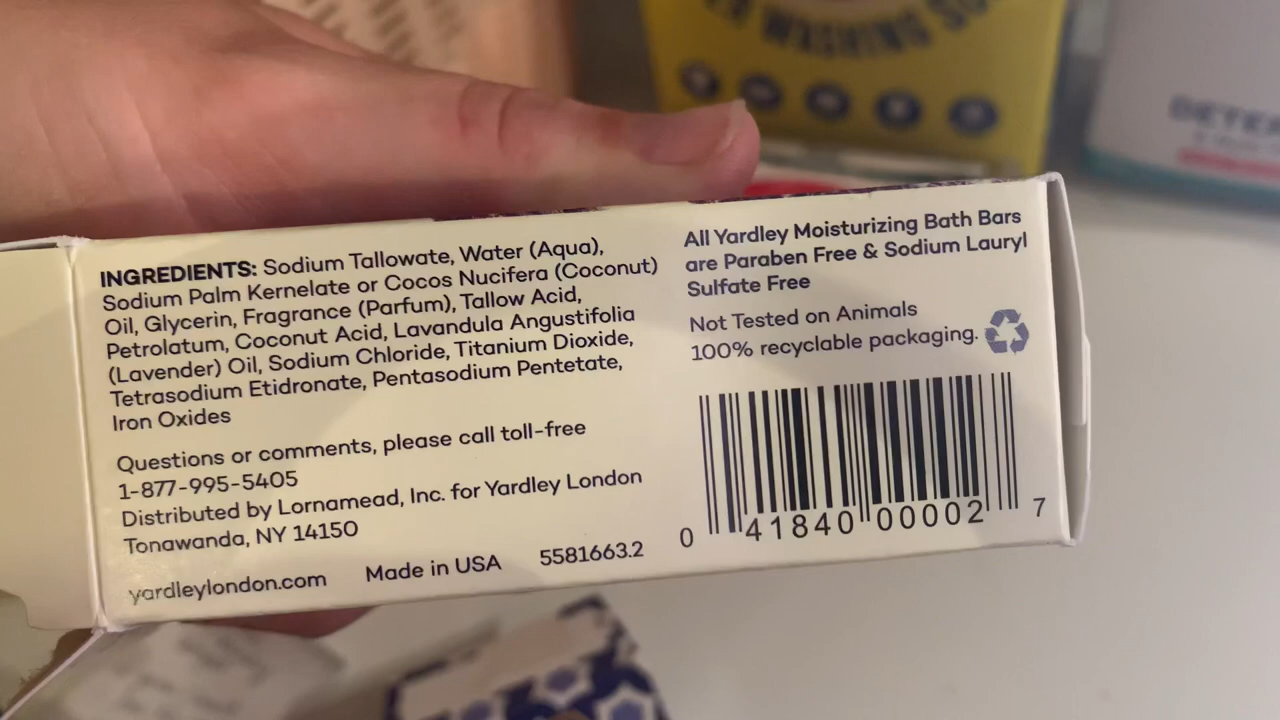 WASHING
DETE
INGREDIENTS: Sodium Tallowate, Water (Aqua),
Sodium Palm Kernelate or Cocos Nucifera (Coconut)
Oil, Glycerin, Fragrance (Parfum), Tallow Acid,
Petrolatum, Coconut Acid, Lavandula Angustifolia
(Lavender) Oil, Sodium Chloride, Titanium Dioxide,
Tetrasodium Etidronate, Pentasodium Pentetate,
Iron Oxides
Questions or comments, please call toll-free
1-877-995-5405
Distributed by Lornamead, Inc. for Yardley London
Tonawanda, NY 14150
yardleylondon.com Made in USA 5581663.2
All Yardley Moisturizing Bath Bars
are Paraben Free & Sodium Lauryl
Sulfate Free
Not Tested on Animals
100% recyclable packaging.
0 41840 00002 7